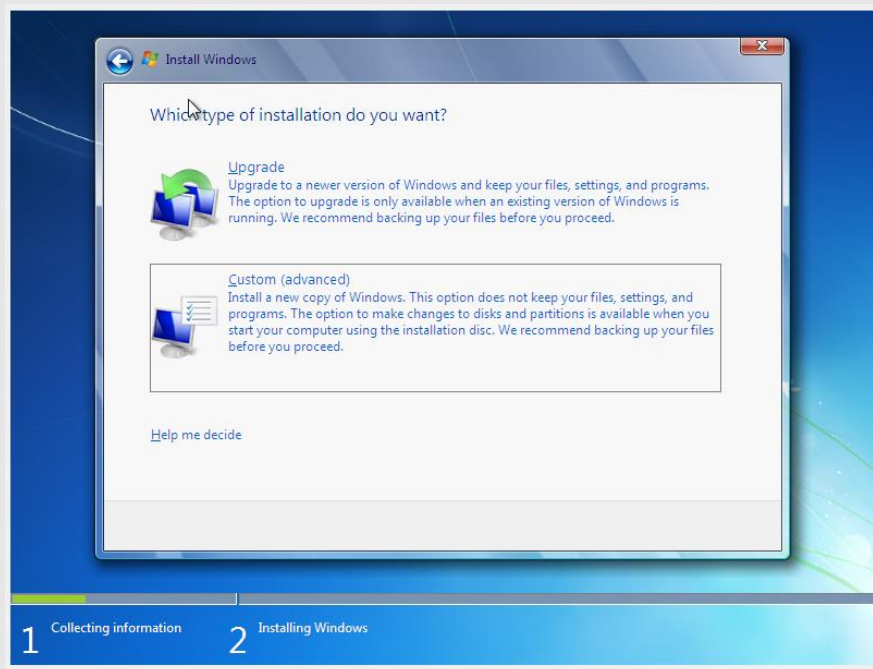 Install Windows
Which type of installation do you want?
Upgrade
Upgrade to a newer version of Windows and keep your files, settings, and programs.
The option to upgrade is only available when an existing version of Windows is
running. We recommend backing up your files before you proceed.
Custom (advanced)
Install a new copy of Windows. This option does not keep your files, settings, and
programs. The option to make changes to disks and partitions is available when you
start your computer using the installation disc. We recommend backing up your files
before you proceed.
Help me decide
1 Collecting information 2 Installing Windows